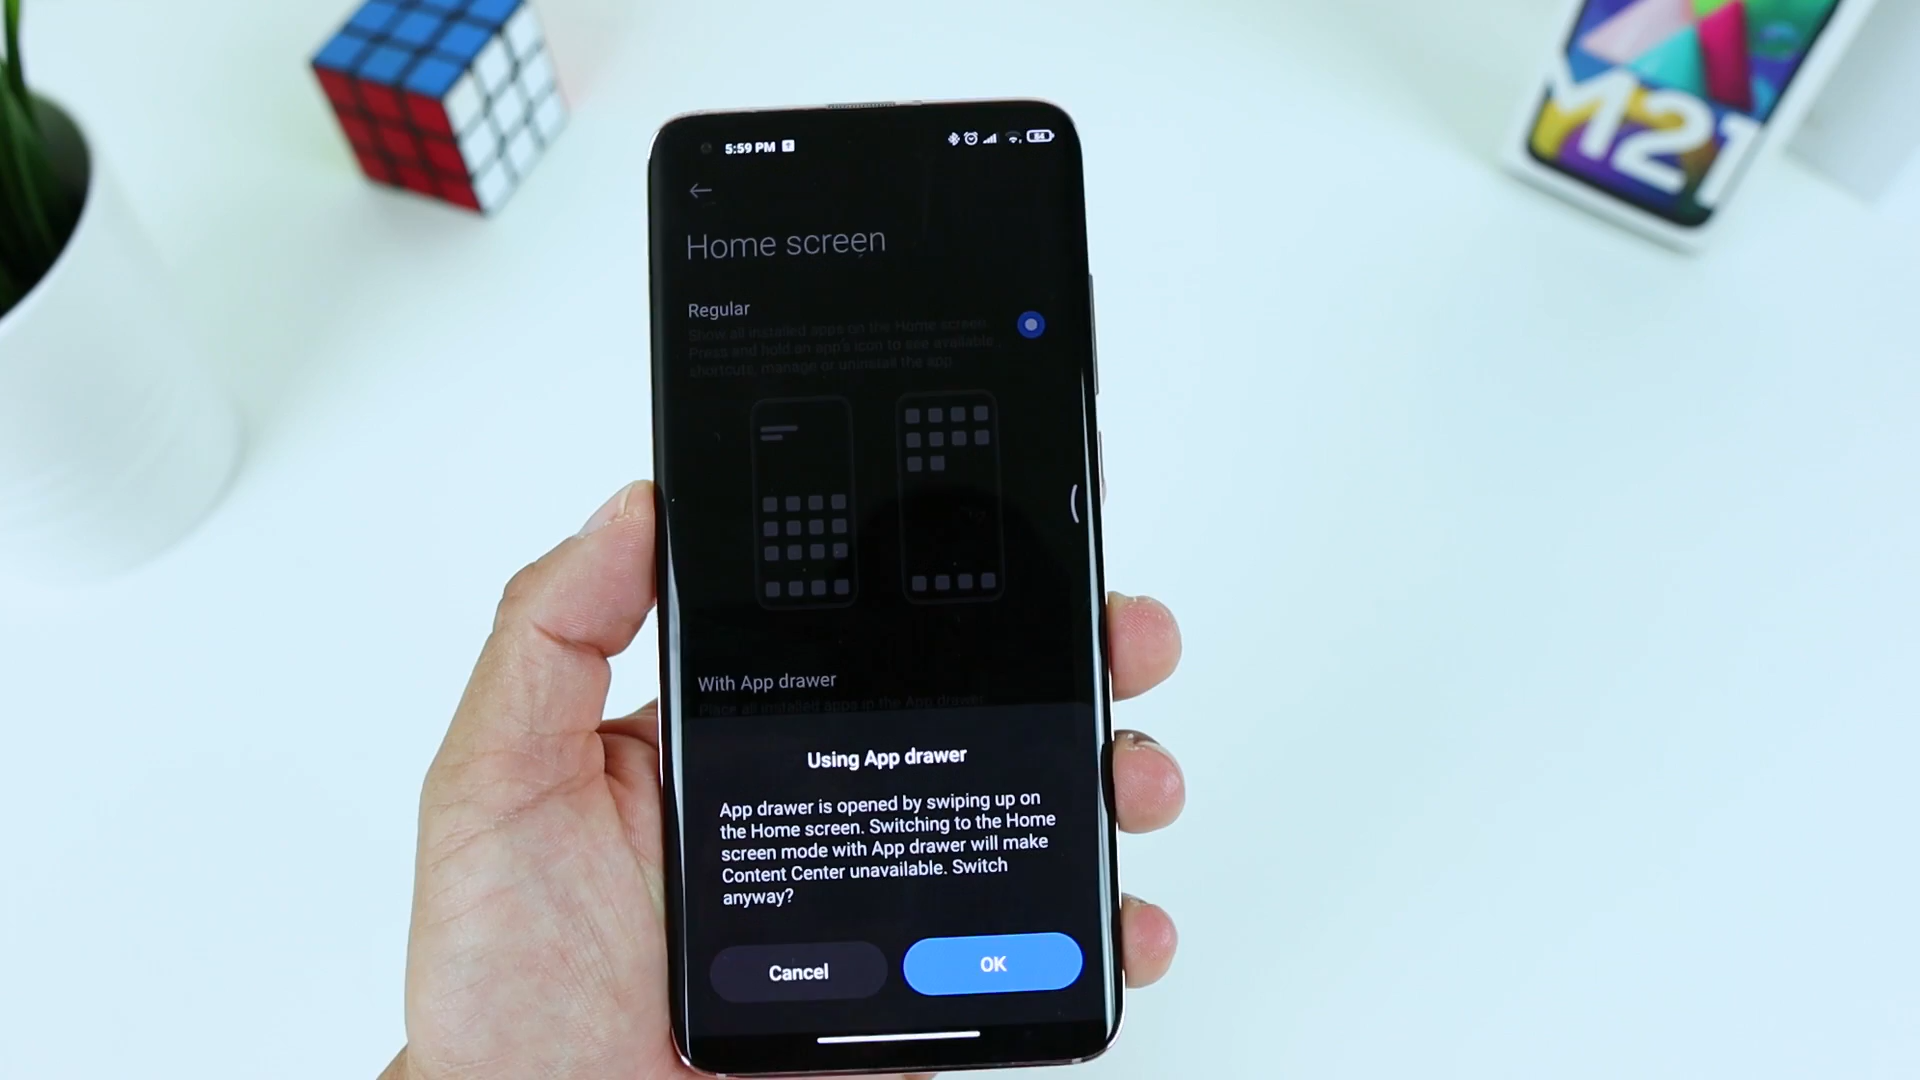 5:59 PM
64
Home screen
Regular
Show all installed apps on the Home screen.
Press and hold an app's icon to see available
shortcuts, manage or uninstall the app.
With App drawer
Place all installed apps in the App drawer
Using App drawer
App drawer is opened by swiping up on
the Home screen. Switching to the Home
screen mode with App drawer will make
Content Center unavailable. Switch
anyway?
Cancel
OK
M21